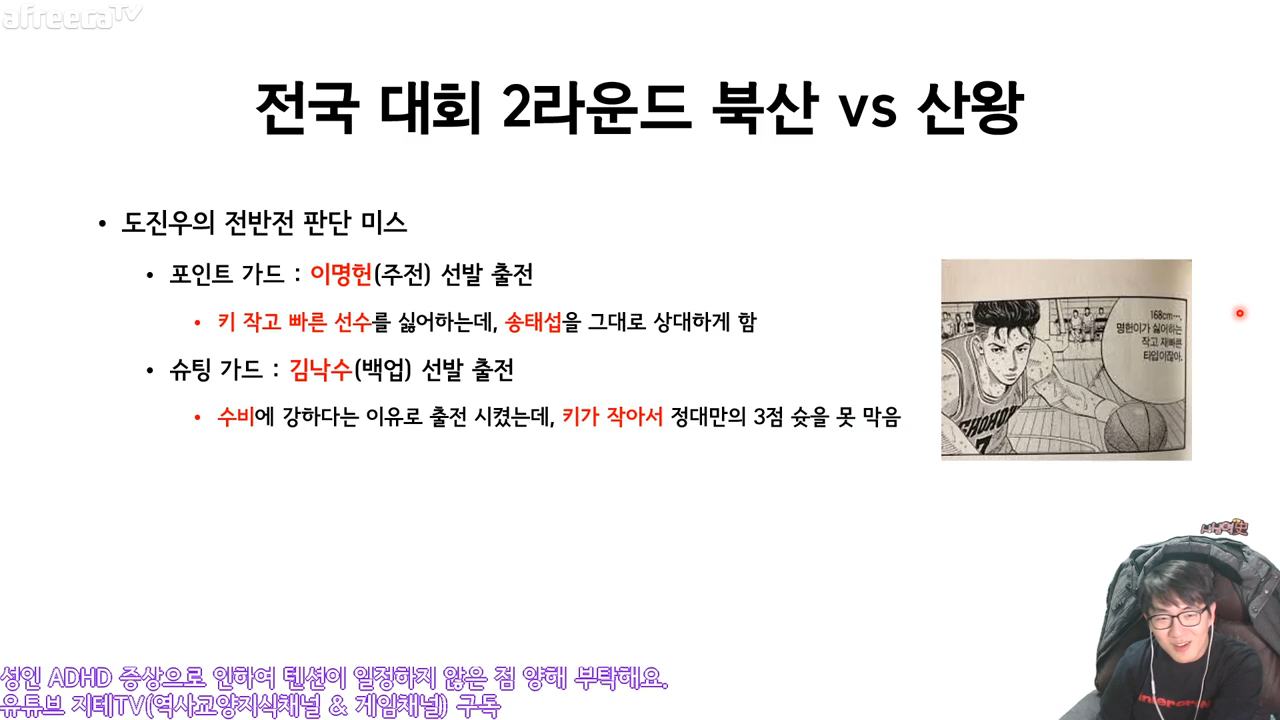 afreecaTV
전국 대회 2라운드 북산 vs 산왕
• 도진우의 전반전 판단 미스
• 포인트 가드 : 이명헌(주전) 선발 출전
• 키 작고 빠른 선수를 싫어하는데, 송태섭을 그대로 상대하게 함
• 슈팅 가드 : 김낙수(백업) 선발 출전
• 수비에 강하다는 이유로 출전 시켰는데, 키가 작아서 정대만의 3점 슛을 못 막음
168cm···.
명헌이가 싫어하는
작고 재빠른
타입이잖아.
SHOHOK
7
성인 ADHD 증상으로 인하여 텐션이 일정하지 않은 점 양해 부탁해요.
유튜브 지테TV(역사교양지식채널 & 게임채널) 구독